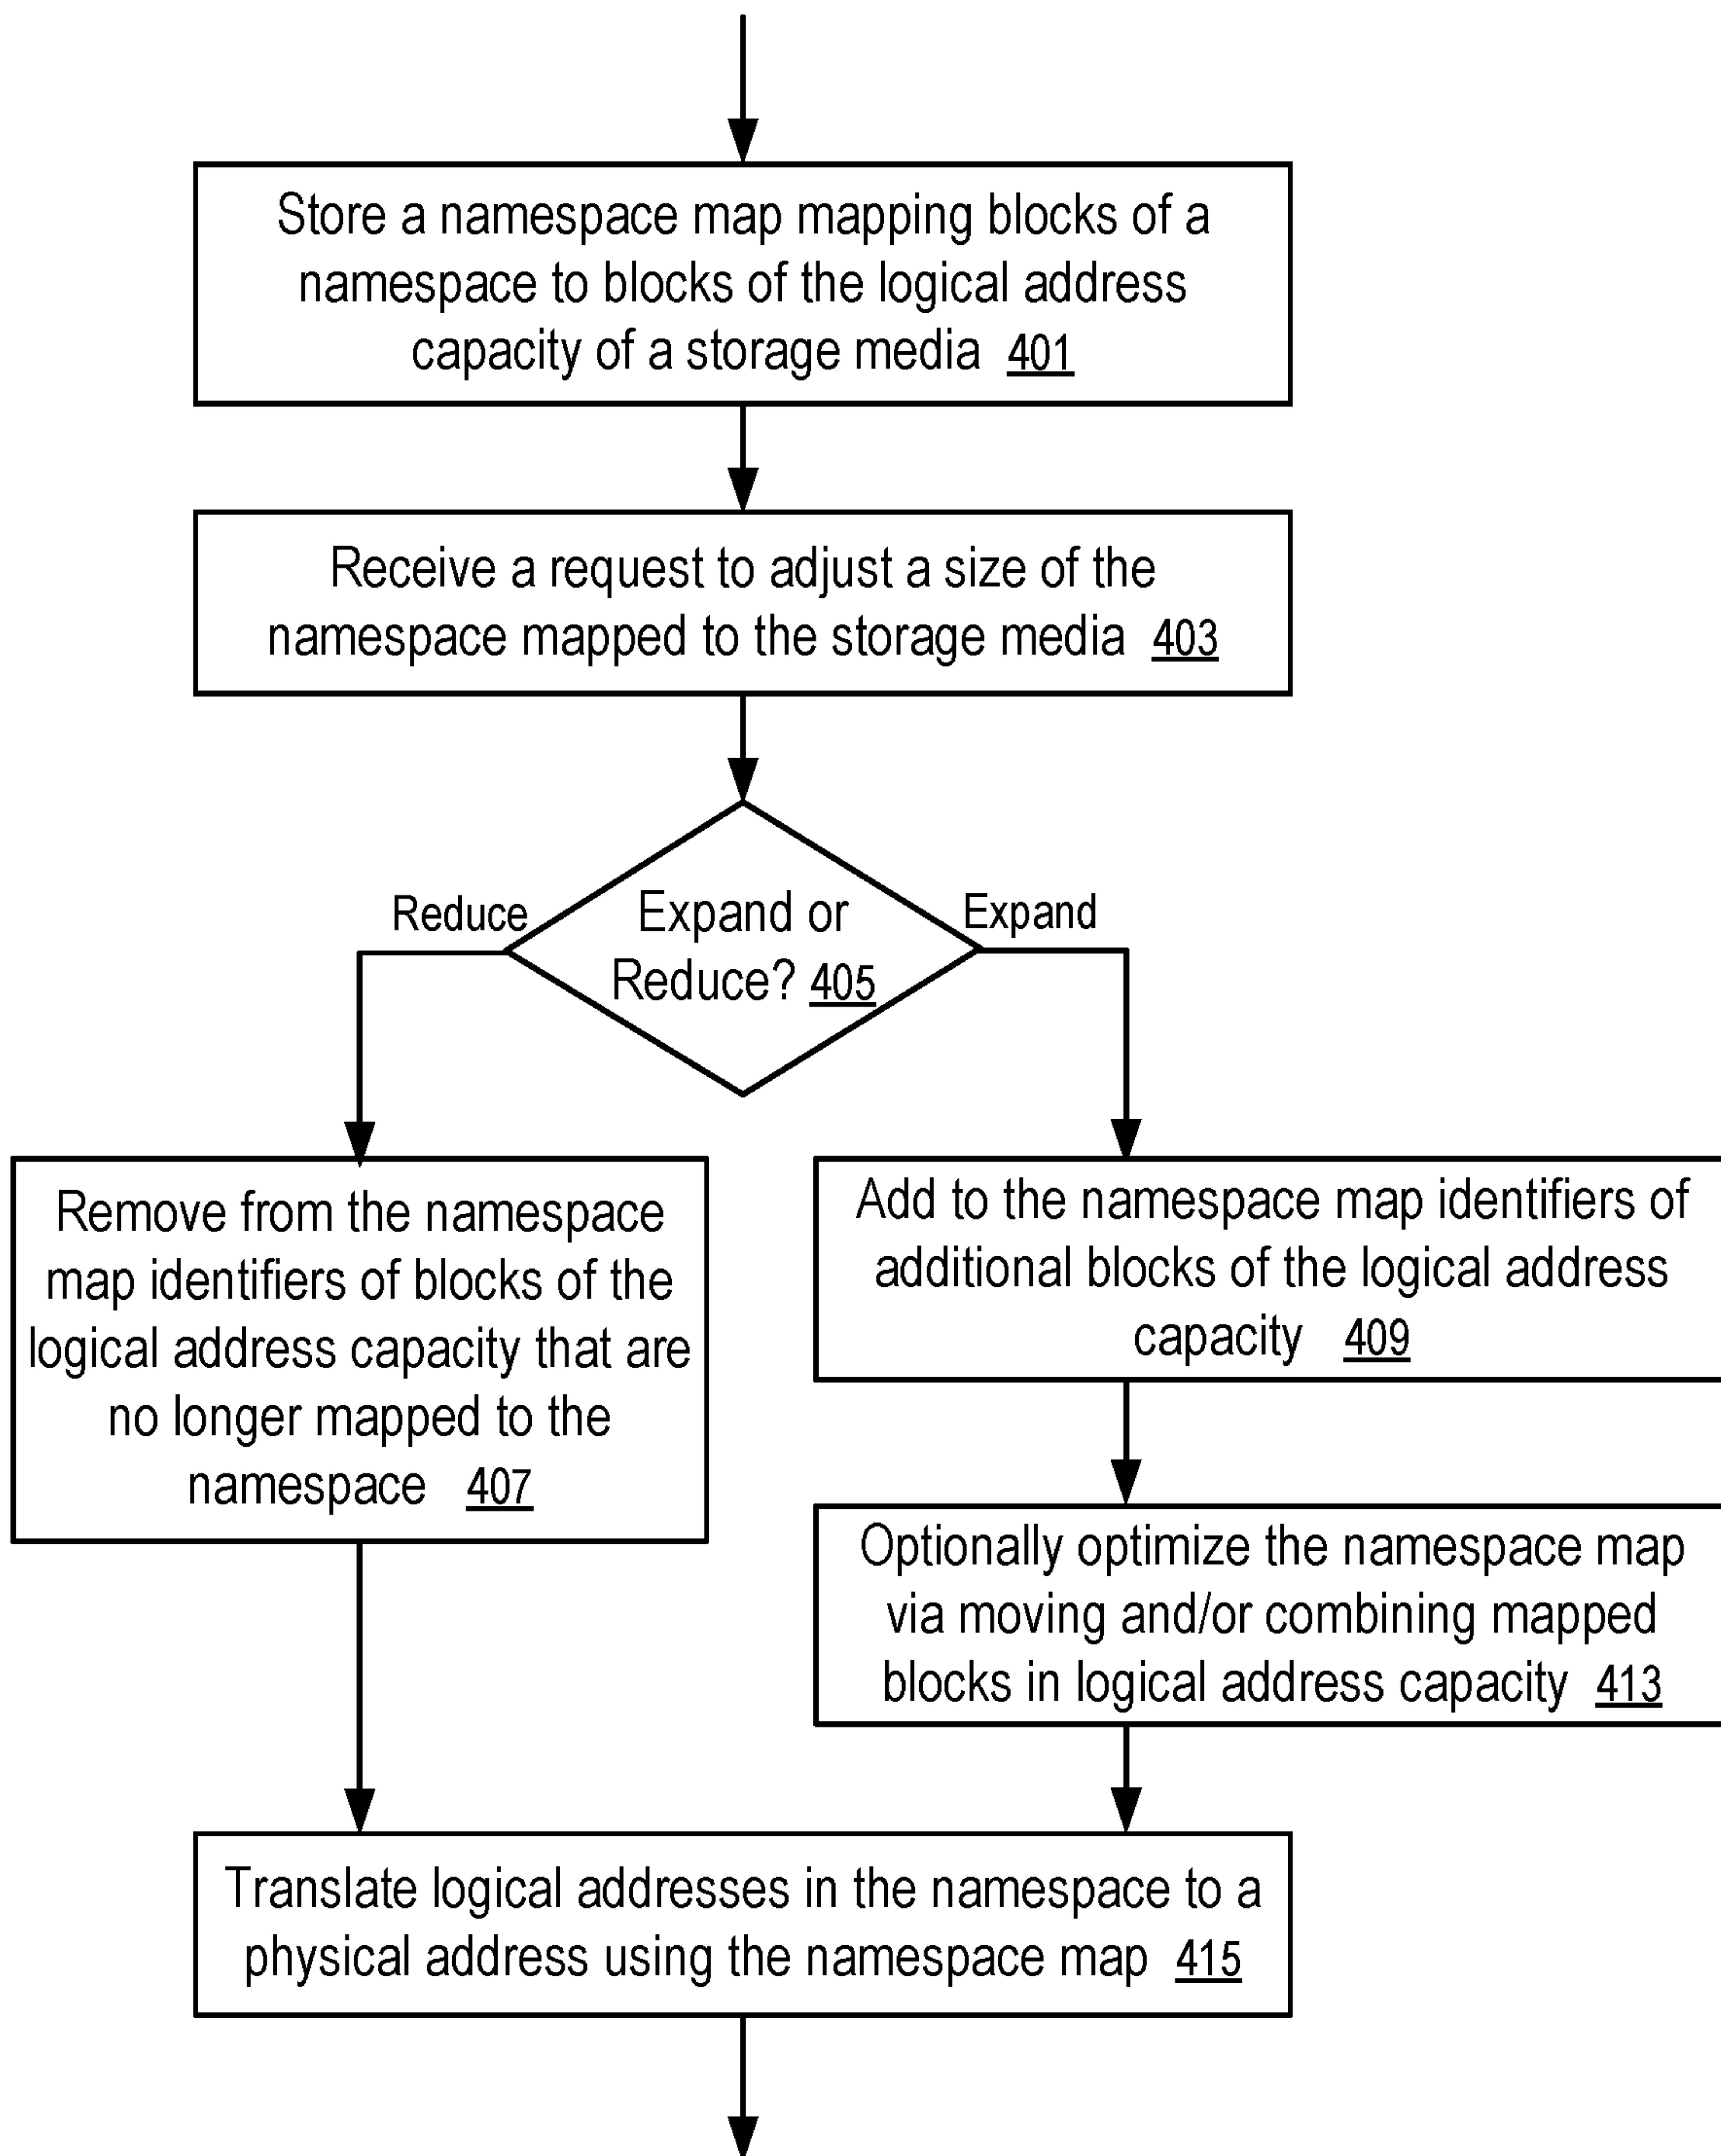 Store a namespace map mapping blocks of a
namespace to blocks of the logical address
capacity of a storage media 401
Receive a request to adjust a size of the
namespace mapped to the storage media 403
Reduce
Expand or
Reduce? 405
Expand
Remove from the namespace
map identifiers of blocks of the
logical address capacity that are
no longer mapped to the
namespace 407
Add to the namespace map identifiers of
additional blocks of the logical address
capacity 409
Optionally optimize the namespace map
via moving and/or combining mapped
blocks in logical address capacity 413
Translate logical addresses in the namespace to a
physical address using the namespace map 415